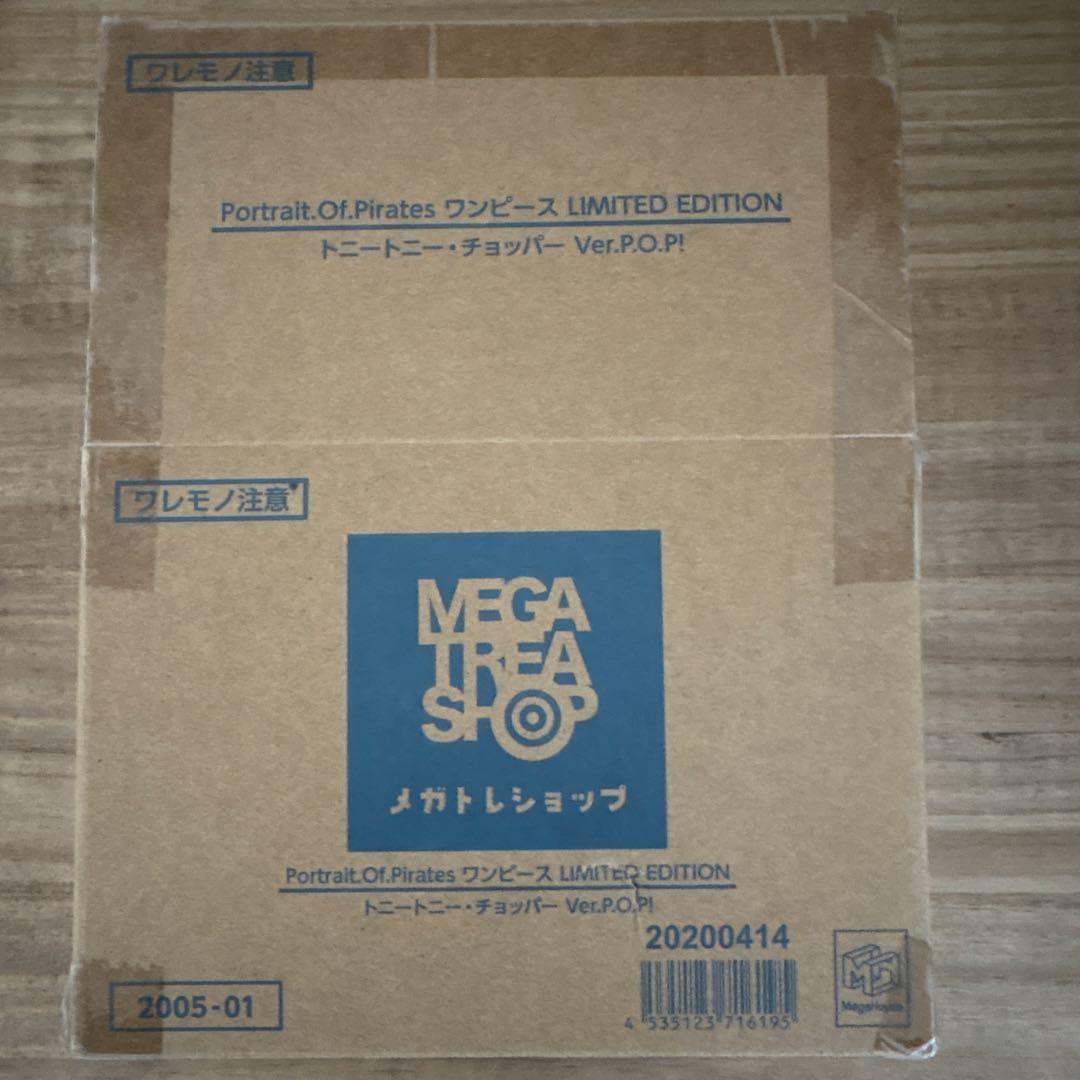 ワレモノ注意
Portrait.Of.Pirates ワンピース LIMITED EDITION
トニートニー・チョッパー Ver.P.O.P!
ワレモノ注意
MEGA
TREA
SHOP
メガトレショップ
Portrait.Of.Pirates ワンピース LIMITED EDITION
トニートニー・チョッパー Ver.P.O.P!
20200414
2005-01
4 535123 716195
MegaHouse